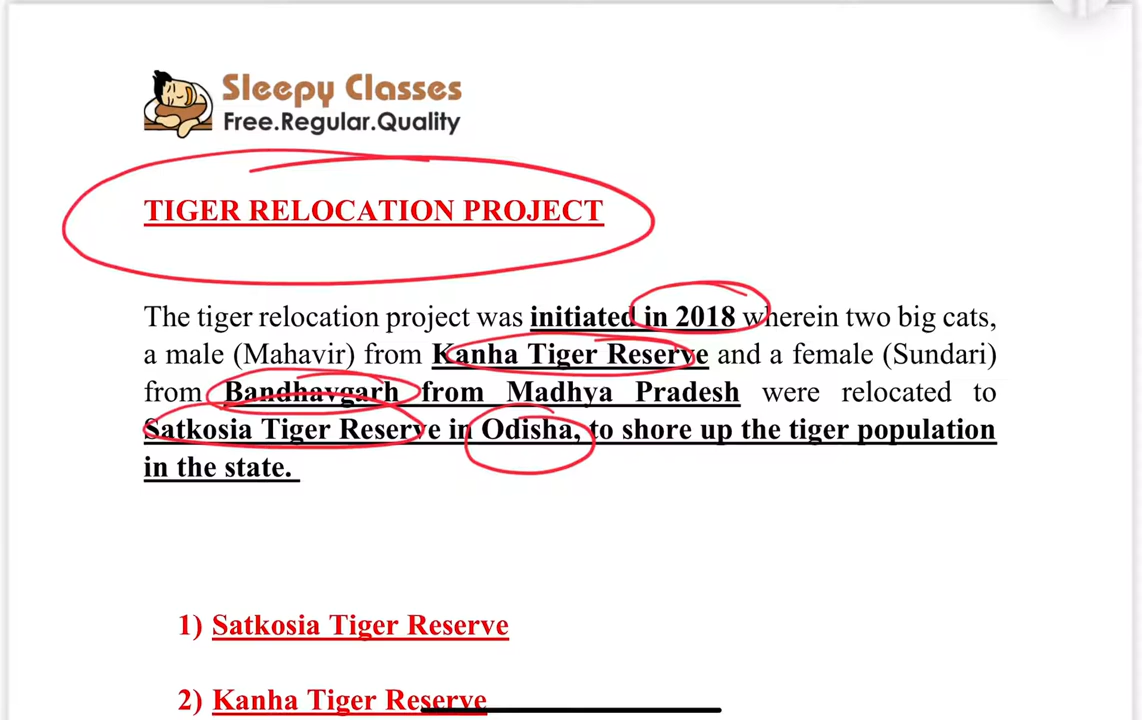 Sleepy Classes
Free.Regular.Quality
TIGER RELOCATION PROJECT
The tiger relocation project was initiated in 2018 wherein two big cats,
a male (Mahavir) from Kanha Tiger Reserve and a female (Sundari)
from Bandhavgarh from Madhya Pradesh were relocated to
Satkosia Tiger Reserve in Odisha, to shore up the tiger population
in the state.
1) Satkosia Tiger Reserve
2) Kanha Tiger Reserve